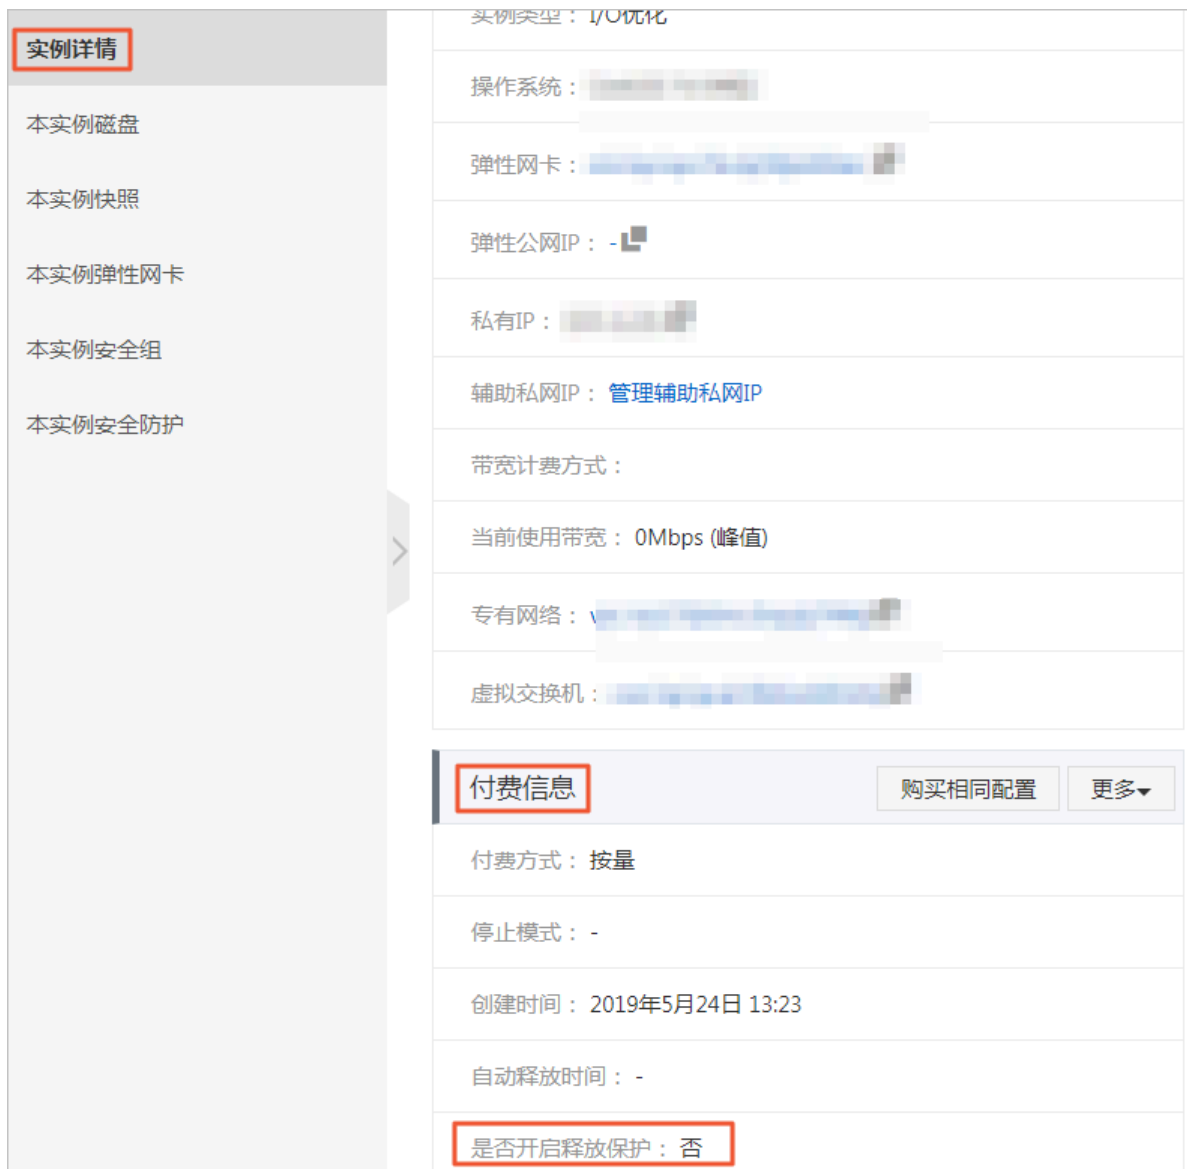 实例详情
本实例磁盘
本实例快照
本实例弹性网卡
本实例安全组
本实例安全防护
实例类型： I/O优化
操作系统：
弹性网卡：
弹性公网IP： -
私有IP：
辅助私网IP： 管理辅助私网IP
带宽计费方式：
当前使用带宽： 0Mbps (峰值)
专有网络：
虚拟交换机：
付费信息
购买相同配置
更多
付费方式： 按量
停止模式： -
创建时间： 2019年5月24日 13:23
自动释放时间： -
是否开启释放保护： 否